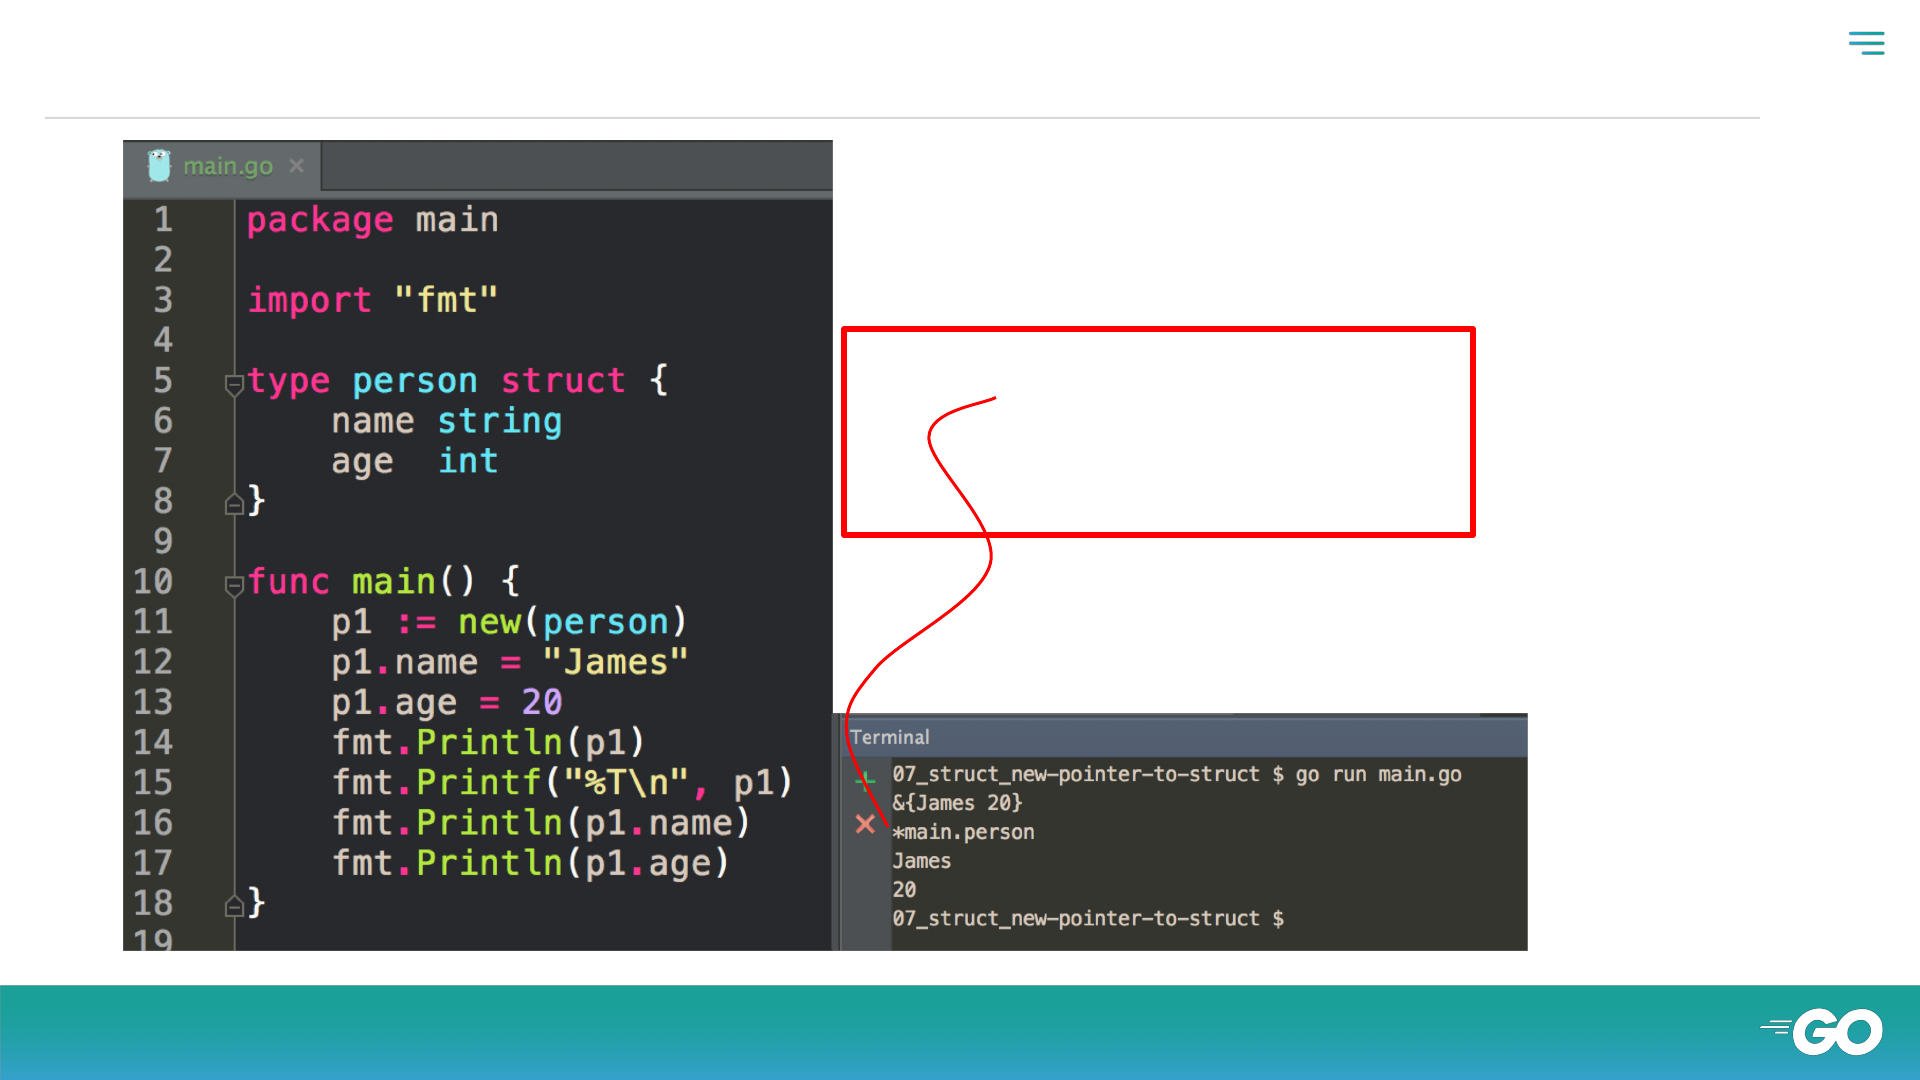 main.go
1 package main
2
3 import "fmt"
4
5 type person struct {
6 name string
7 age int
8 }
9
10 func main() {
11 p1 := new(person)
12 p1.name = "James"
13 p1.age = 20
14 fmt.Println(p1)
15 fmt.Printf("%T\n", p1)
16 fmt.Println(p1.name)
17 fmt.Println(p1.age)
18 }
19
Terminal
07_struct_new-pointer-to-struct $ go run main.go
&{James 20}
*main.person
James
20
07_struct_new-pointer-to-struct $
GO